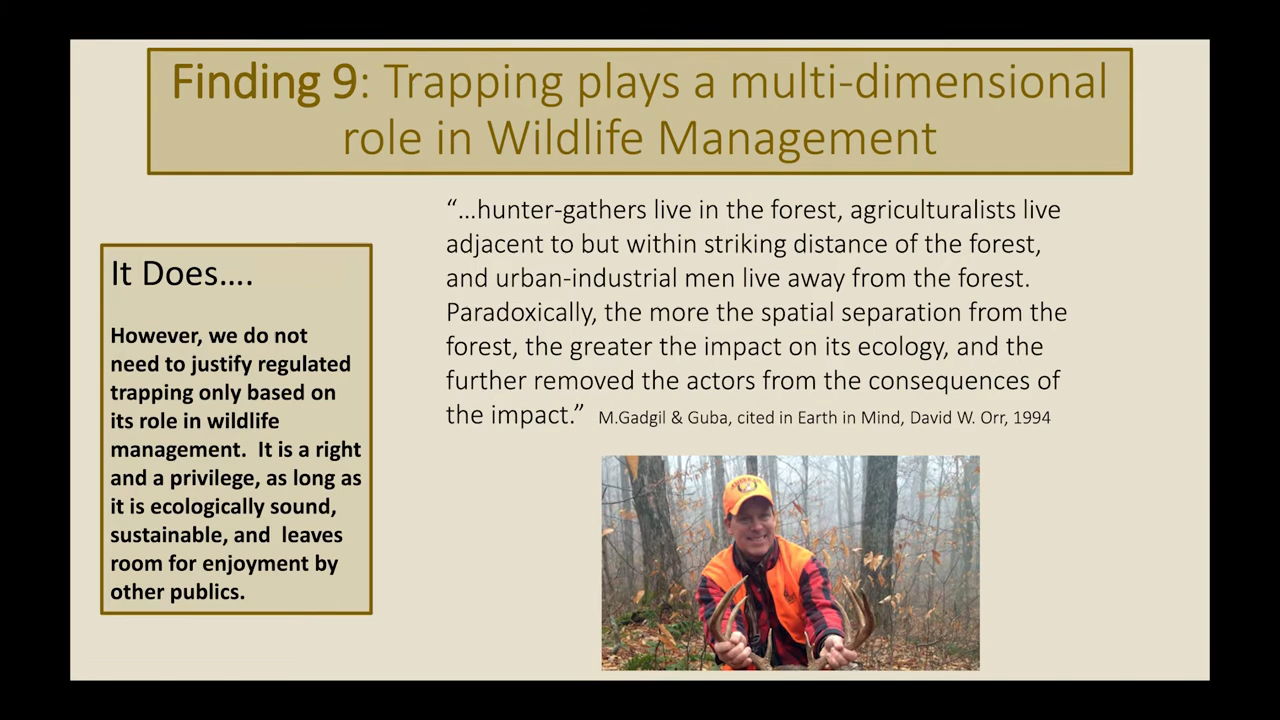 Finding 9: Trapping plays a multi-dimensional
role in Wildlife Management
It Does....
However, we do not
need to justify regulated
trapping only based on
its role in wildlife
management.  It is a right
and a privilege, as long as
it is ecologically sound,
sustainable, and  leaves
room for enjoyment by
other publics.
“...hunter-gathers live in the forest, agriculturalists live
adjacent to but within striking distance of the forest,
and urban-industrial men live away from the forest.
Paradoxically, the more the spatial separation from the
forest, the greater the impact on its ecology, and the
further removed the actors from the consequences of
the impact.”  M.Gadgil & Guba, cited in Earth in Mind, David W. Orr, 1994